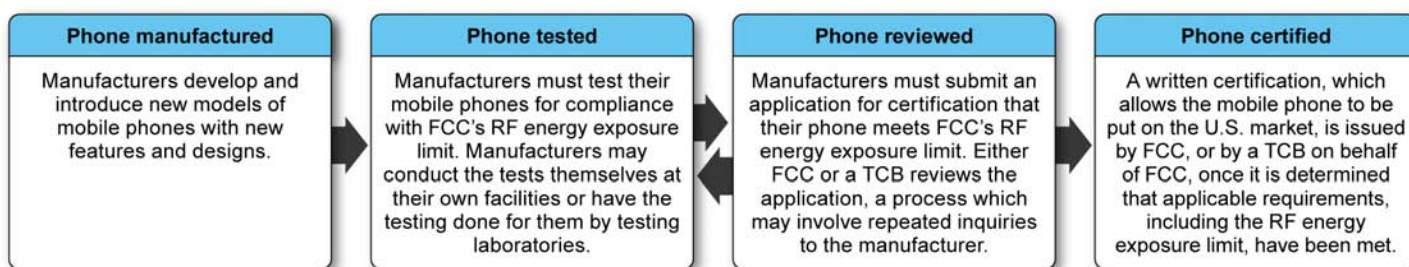 Phone manufactured
Manufacturers develop and
introduce new models of
mobile phones with new
features and designs.
Phone tested
Manufacturers must test their
mobile phones for compliance
with FCC's RF energy exposure
limit. Manufacturers may
conduct the tests themselves at
their own facilities or have the
testing done for them by testing
laboratories.
Phone reviewed
Manufacturers must submit an
application for certification that
their phone meets FCC's RF
energy exposure limit. Either
FCC or a TCB reviews the
application, a process which
may involve repeated inquiries
to the manufacturer.
Phone certified
A written certification, which
allows the mobile phone to be
put on the U.S. market, is issued
by FCC, or by a TCB on behalf
of FCC, once it is determined
that applicable requirements,
including the RF energy
exposure limit, have been met.